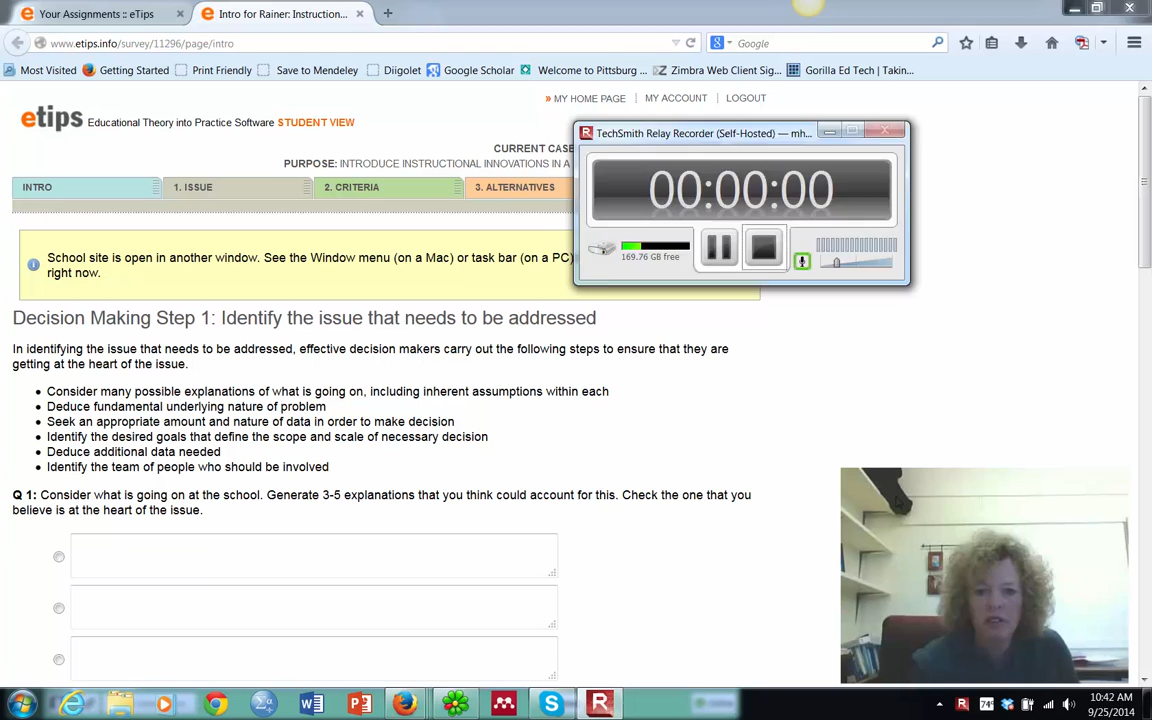 Your Assignments :: eTips
Intro for Rainer: Instruction...
www.etips.info/survey/11296/page/intro
Google
Most Visited
Getting Started
Print Friendly
Save to Mendeley
Diigolet
Google Scholar
Welcome to Pittsburg ...
Zimbra Web Client Sig...
Gorilla Ed Tech | Takin...
» MY HOME PAGE | MY ACCOUNT | LOGOUT
etips Educational Theory into Practice Software STUDENT VIEW
CURRENT CASE
PURPOSE: INTRODUCE INSTRUCTIONAL INNOVATIONS IN A
INTRO
1. ISSUE
2. CRITERIA
3. ALTERNATIVES
TechSmith Relay Recorder (Self-Hosted) — mh...
00:00:00
169.76 GB free
School site is open in another window. See the Window menu (on a Mac) or task bar (on a PC)
right now.
Decision Making Step 1: Identify the issue that needs to be addressed
In identifying the issue that needs to be addressed, effective decision makers carry out the following steps to ensure that they are
getting at the heart of the issue.
• Consider many possible explanations of what is going on, including inherent assumptions within each
• Deduce fundamental underlying nature of problem
• Seek an appropriate amount and nature of data in order to make decision
• Identify the desired goals that define the scope and scale of necessary decision
• Deduce additional data needed
• Identify the team of people who should be involved
Q 1: Consider what is going on at the school. Generate 3-5 explanations that you think could account for this. Check the one that you
believe is at the heart of the issue.
74%
10:42 AM
9/25/2014